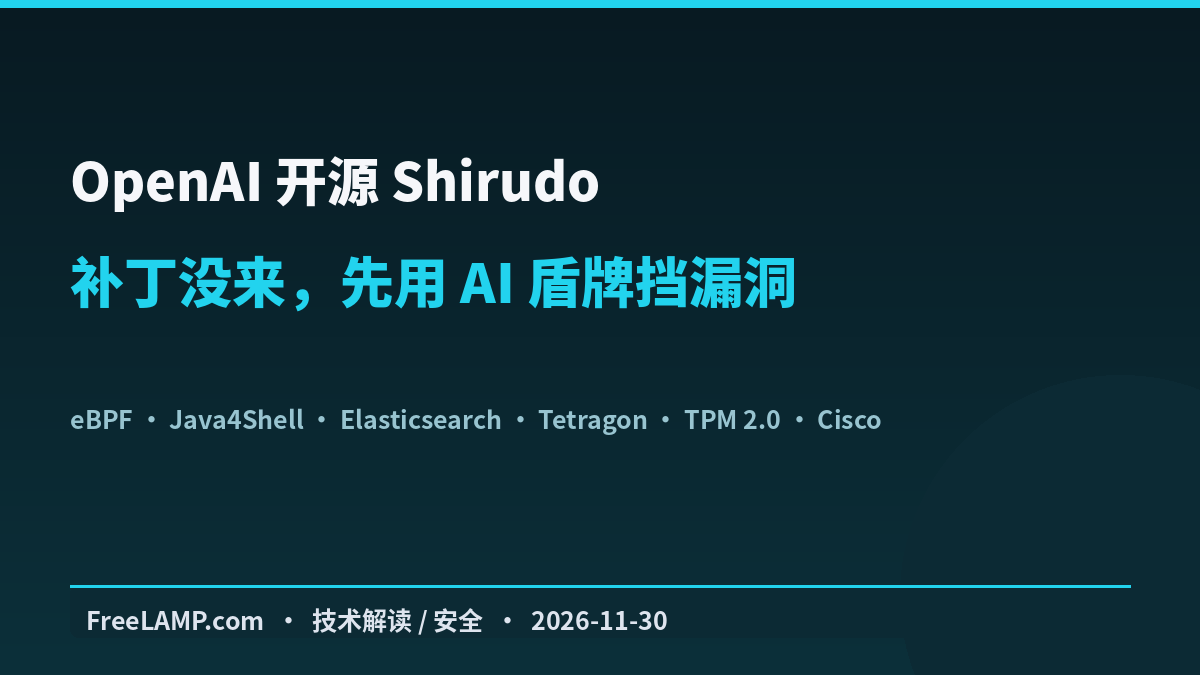 OpenAI 开源 Shirudo
补丁没来，先用 AI 盾牌挡漏洞
eBPF • Java4Shell • Elasticsearch • Tetragon • TPM 2.0 • Cisco
FreeLAMP.com • 技术解读 / 安全 • 2026-11-30